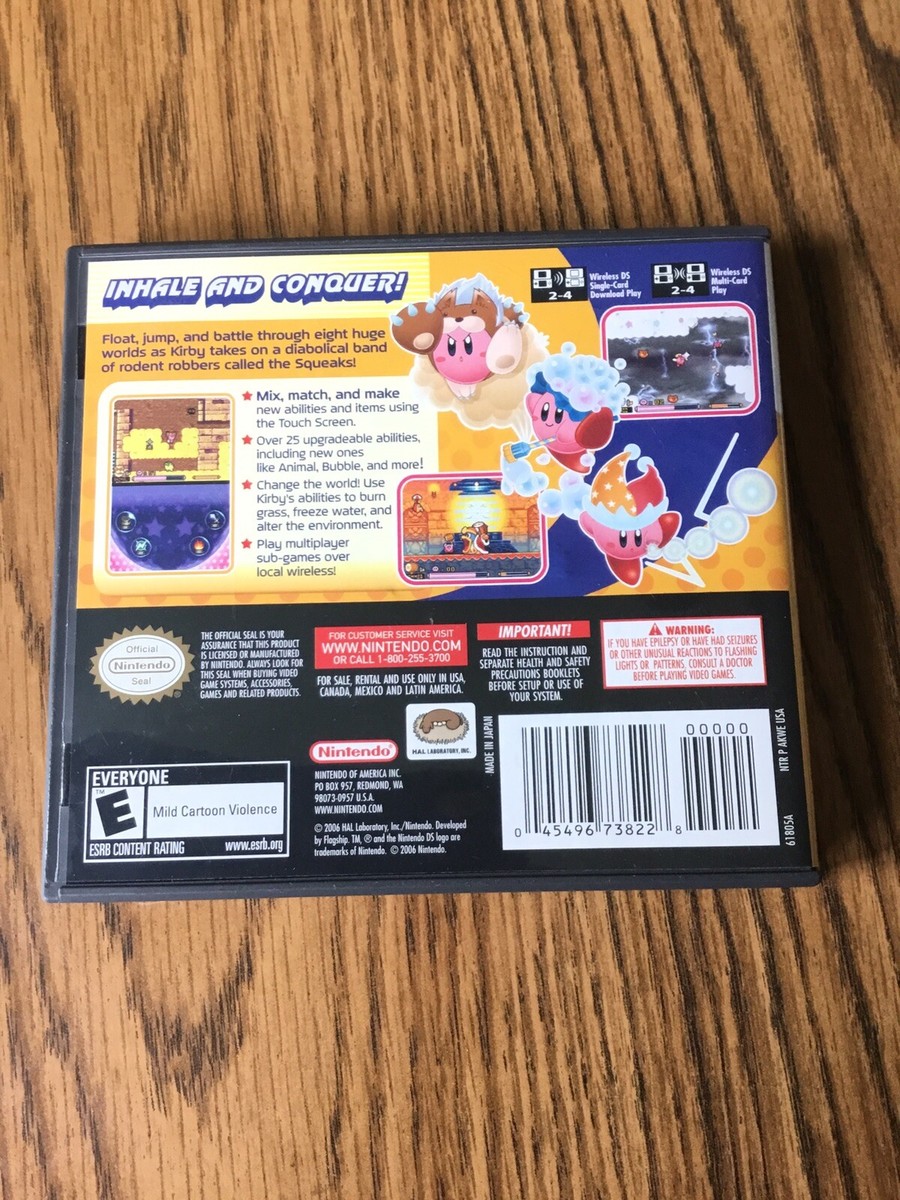 INHALE AND CONQUER!
Float, jump, and battle through eight huge
worlds as Kirby takes on a diabolical band
of rodent robbers called the Squeaks!
Mix, match, and make
new abilities and items using
the Touch Screen.
Over 25 upgradeable abilities,
including new ones
like Animal, Bubble, and more!
Change the world! Use
Kirby's abilities to burn
grass, freeze water, and
alter the environment.
Play multiplayer
sub-games over
local wireless!
2-4
Wireless DS
Single-Card
Download Play
2-4
Wireless DS
Multi-Card
Play
Official
Nintendo
Seal
THE OFFICIAL SEAL IS YOUR
ASSURANCE THAT THIS PRODUCT
IS LICENSED OR MANUFACTURED
BY NINTENDO. ALWAYS LOOK FOR
THIS SEAL WHEN BUYING VIDEO
GAME SYSTEMS, ACCESSORIES,
GAMES AND RELATED PRODUCTS.
FOR CUSTOMER SERVICE VISIT
WWW.NINTENDO.COM
OR CALL 1-800-255-3700
FOR SALE, RENTAL AND USE ONLY IN USA,
CANADA, MEXICO AND LATIN AMERICA.
IMPORTANT!
READ THE INSTRUCTION AND
SEPARATE HEALTH AND SAFETY
PRECAUTIONS BOOKLETS
BEFORE SETUP OR USE OF
YOUR SYSTEM.
WARNING:
IF YOU HAVE EPILEPSY OR HAVE HAD SEIZURES
OR OTHER UNUSUAL REACTIONS TO FLASHING
LIGHTS OR PATTERNS, CONSULT A DOCTOR
BEFORE PLAYING VIDEO GAMES.
EVERYONE
E
TM
Mild Cartoon Violence
ESRB CONTENT RATING www.esrb.org
Nintendo®
HAL LABORATORY, INC.
NINTENDO OF AMERICA INC.
PO BOX 957, REDMOND, WA
98073-0957 U.S.A.
WWW.NINTENDO.COM
© 2006 HAL Laboratory, Inc./Nintendo. Developed
by Flagship. TM, ® and the Nintendo DS logo are
trademarks of Nintendo. © 2006 Nintendo.
MADE IN JAPAN
00000
0 45496 73822 8
NTR P AKWE USA
61805A